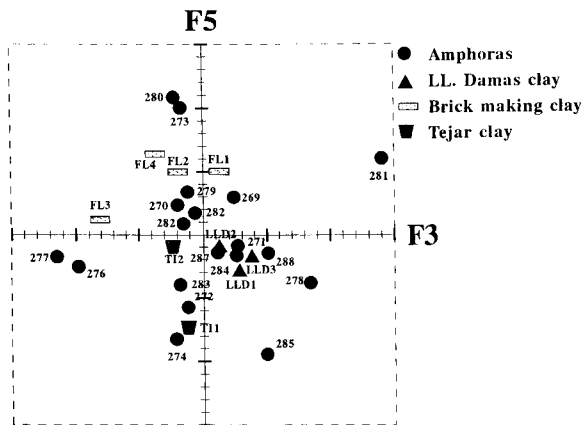 F5
Amphoras
LL. Damas clay
Brick making clay
Tejar clay
280
273
281
FL4
FL2
FL1
279
269
270
FL3
282
282
F3
LLD2
271
277
276
TI2
287
288
284
LLD3
283
278
LLD1
272
TI1
274
285